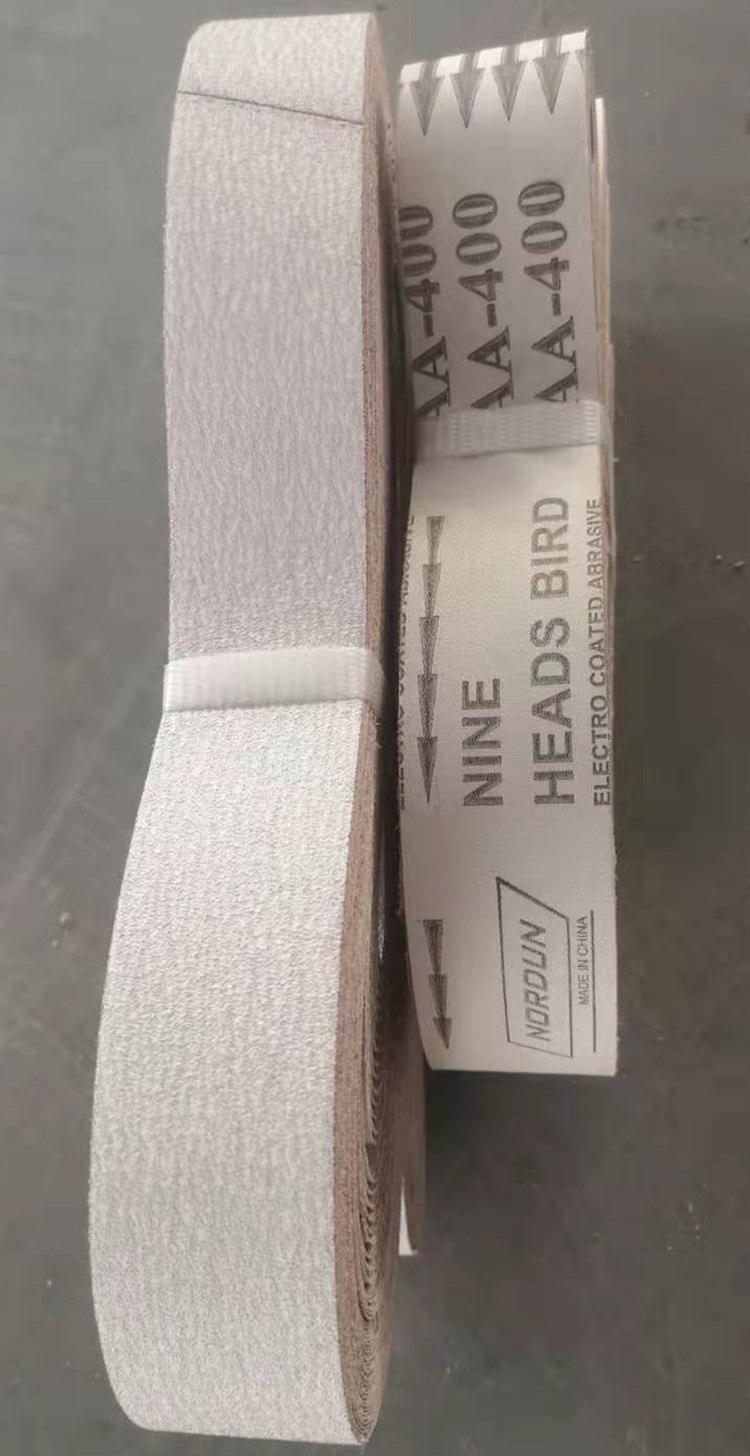 AA-400
AA-400
AA-400
NINE
HEADS BIRD
ELECTRO COATED ABRASIVE
NORDUN
MADE IN CHINA